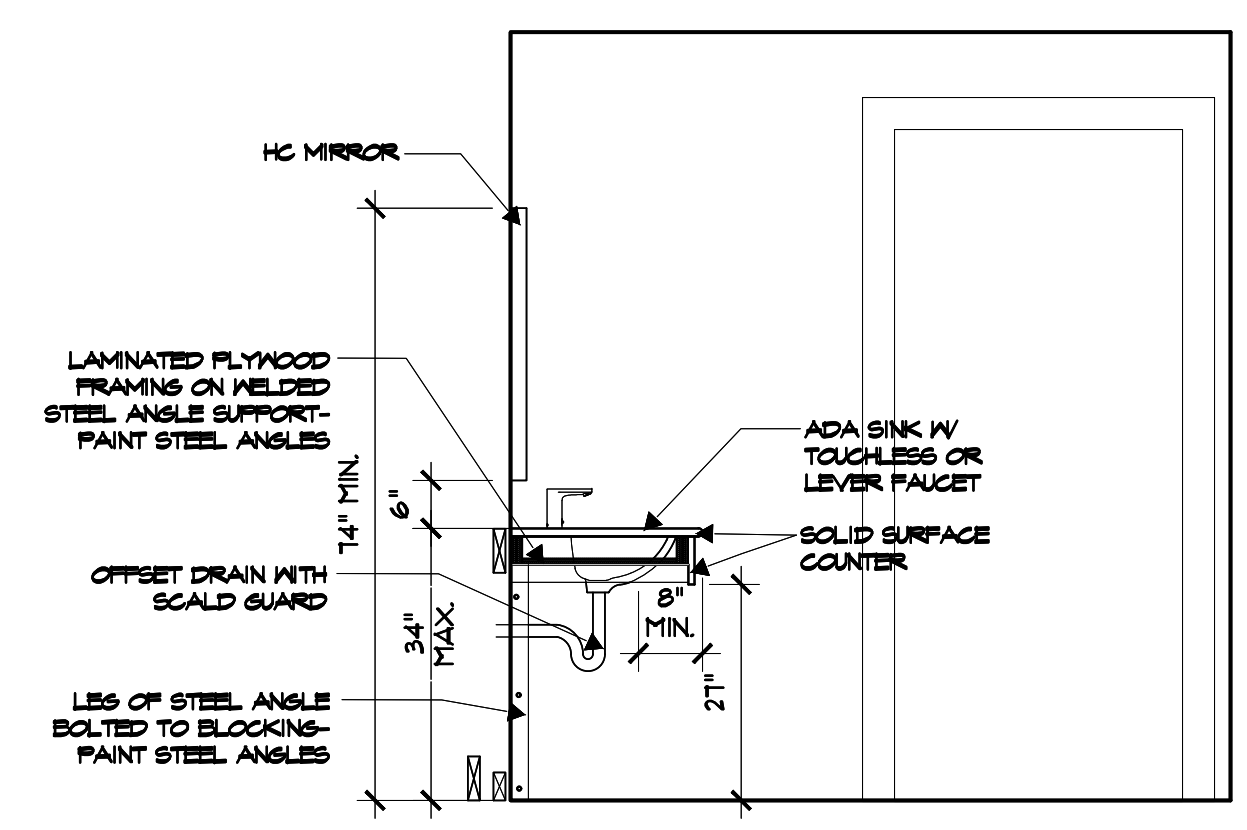 HC MIRROR
LAMINATED PLYWOOD
FRAMING ON WELDED
STEEL ANGLE SUPPORT-
PAINT STEEL ANGLES
74" MIN.
6"
ADA SINK W/
TOUCHLESS OR
LEVER FAUCET
SOLID SURFACE
COUNTER
OFFSET DRAIN WITH
SCALD GUARD
34"
MAX.
8"
MIN.
27"
LEG OF STEEL ANGLE
BOLTED TO BLOCKING-
PAINT STEEL ANGLES